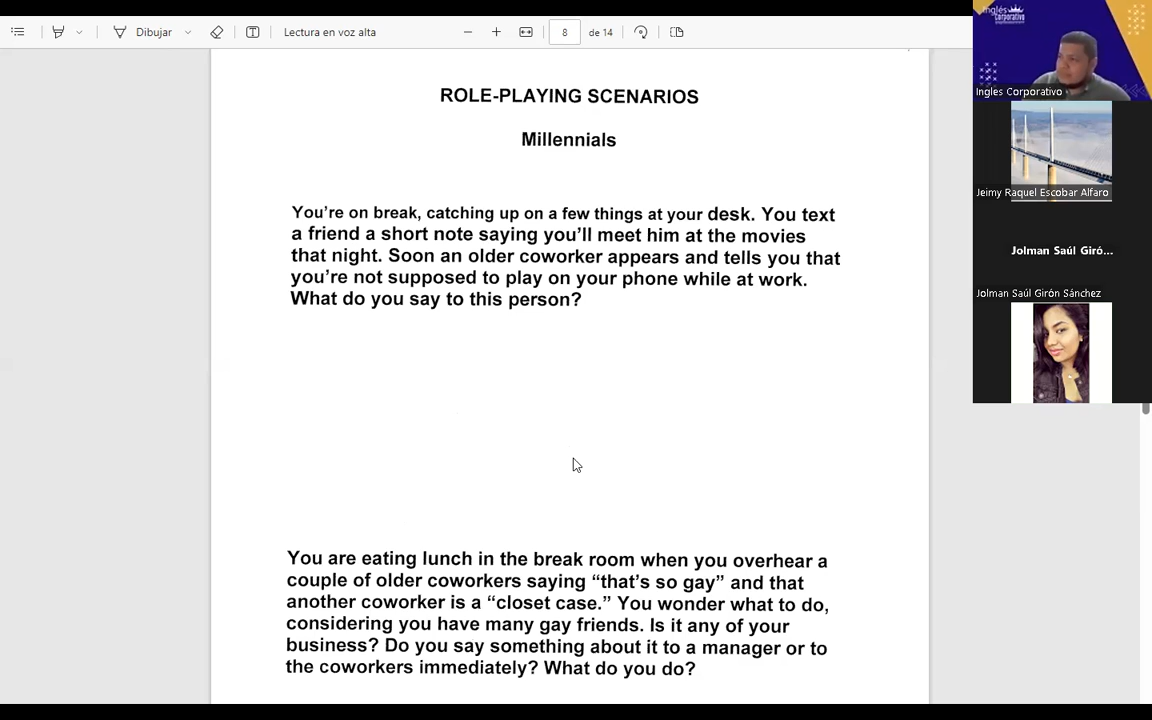 Dibujar
Lectura en voz alta
8
de 14
Inglés
Corporativo
Ingles Corporativo
Jeimy Raquel Escobar Alfaro
Jolman Saúl Giró...
Jolman Saúl Girón Sánchez
ROLE-PLAYING SCENARIOS
Millennials
You're on break, catching up on a few things at your desk. You text
a friend a short note saying you'll meet him at the movies
that night. Soon an older coworker appears and tells you that
you're not supposed to play on your phone while at work.
What do you say to this person?
You are eating lunch in the break room when you overhear a
couple of older coworkers saying “that's so gay” and that
another coworker is a “closet case.” You wonder what to do,
considering you have many gay friends. Is it any of your
business? Do you say something about it to a manager or to
the coworkers immediately? What do you do?